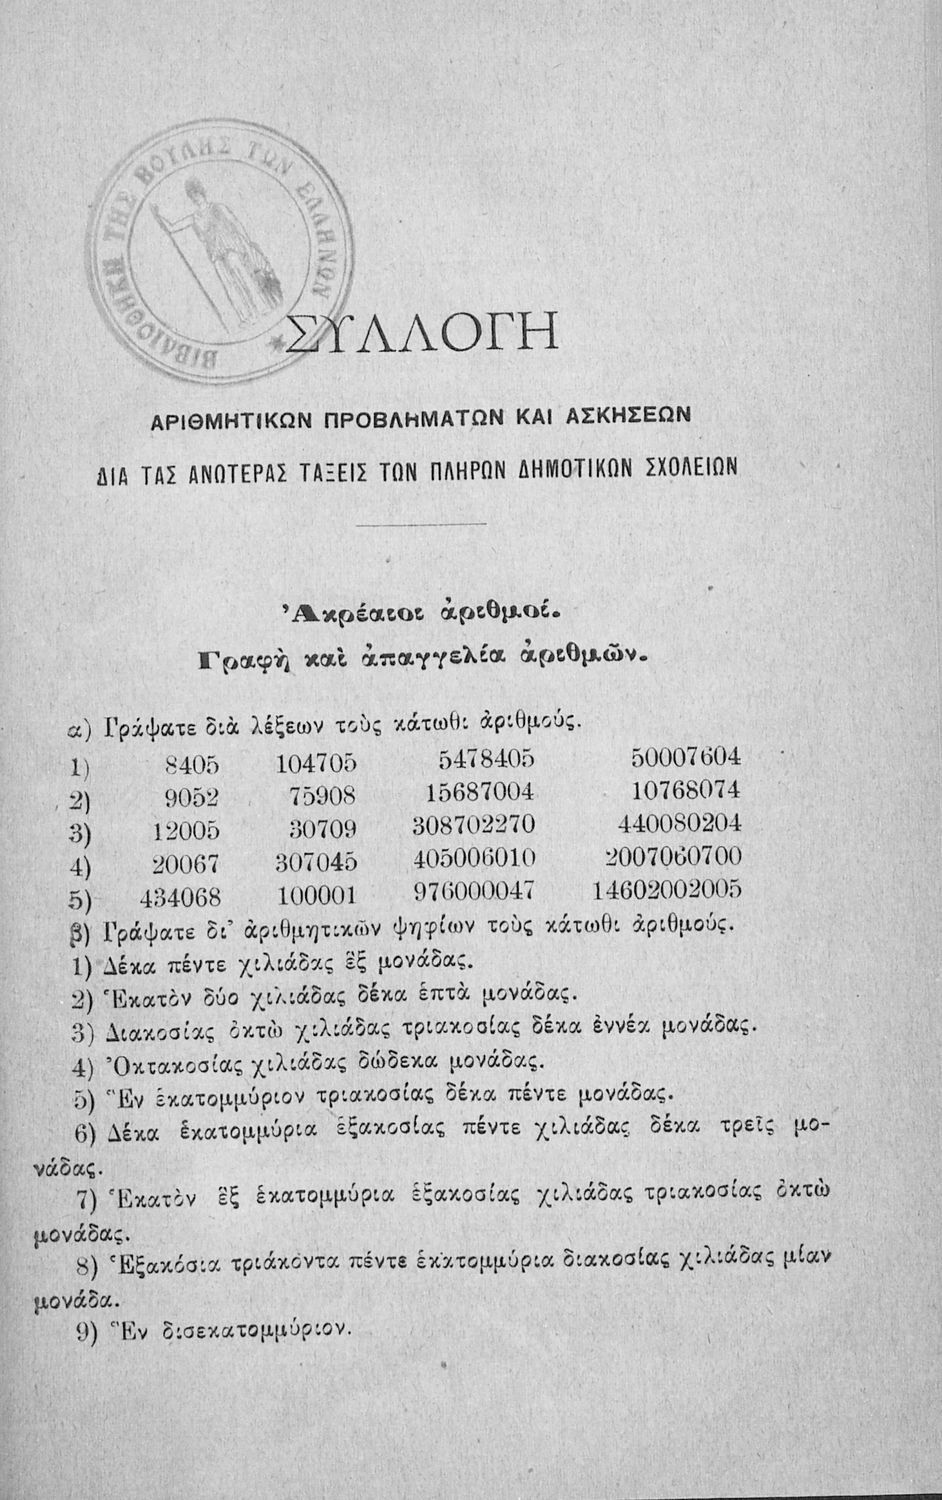 ΒΙΒΛΙΟΘΗΚΗ ΤΗΣ ΒΟΥΛΗΣ ΤΩΝ ΕΛΛΗΝΩΝ
ΣΥΛΛΟΓΗ
ΑΡΙΘΜΗΤΙΚΩΝ ΠΡΟΒΛΗΜΑΤΩΝ ΚΑΙ ΑΣΚΗΣΕΩΝ
ΔΙΑ ΤΑΣ ΑΝΩΤΕΡΑΣ ΤΑΞΕΙΣ ΤΩΝ ΠΛΗΡΩΝ ΔΗΜΟΤΙΚΩΝ ΣΧΟΛΕΙΩΝ
Ἀκρέαιοι ἀριθμοί.
Γραφὴ καὶ ἀπαγγελία ἀριθμῶν.
α) Γράψατε διὰ λέξεων τοὺς κάτωθι ἀριθμούς.
1) 8405 104705 5478405 50007604
2) 9052 75908 15687004 10768074
3) 12005 30709 308702270 440080204
4) 20067 307045 405006010 2007060700
5) 434068 100001 976000047 14602002005
β) Γράψατε δι' ἀριθμητικῶν ψηφίων τοὺς κάτωθι ἀριθμούς.
1) Δέκα πέντε χιλιάδας ἓξ μονάδας.
2) Ἑκατὸν δύο χιλιάδας δέκα ἑπτὰ μονάδας.
3) Διακοσίας ὀκτὼ χιλιάδας τριακοσίας δέκα ἐννέα μονάδας.
4) Ὀκτακοσίας χιλιάδας δώδεκα μονάδας.
5) Ἓν ἑκατομμύριον τριακοσίας δέκα πέντε μονάδας.
6) Δέκα ἑκατομμύρια ἑξακοσίας πέντε χιλιάδας δέκα τρεῖς μο-
νάδας.
7) Ἑκατὸν ἓξ ἑκατομμύρια ἑξακοσίας χιλιάδας τριακοσίας ὀκτὼ
μονάδας.
8) Ἑξακόσια τριάκοντα πέντε ἑκατομμύρια διακοσίας χιλιάδας μίαν
μονάδα.
9) Ἓν δισεκατομμύριον.